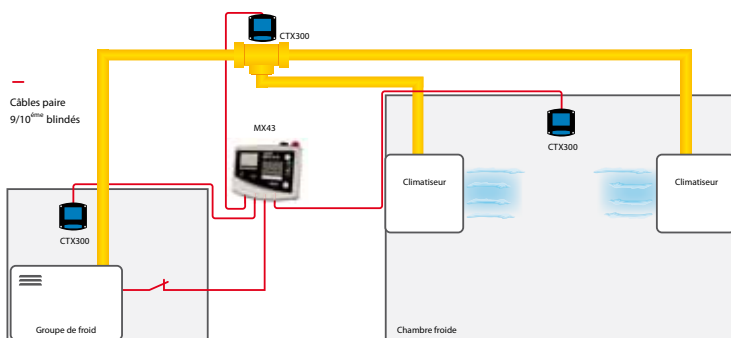 CTX300
Câbles paire
9/10ème blindés
MX43
CTX300
Climatiseur
Climatiseur
CTX300
Groupe de froid
Chambre froide